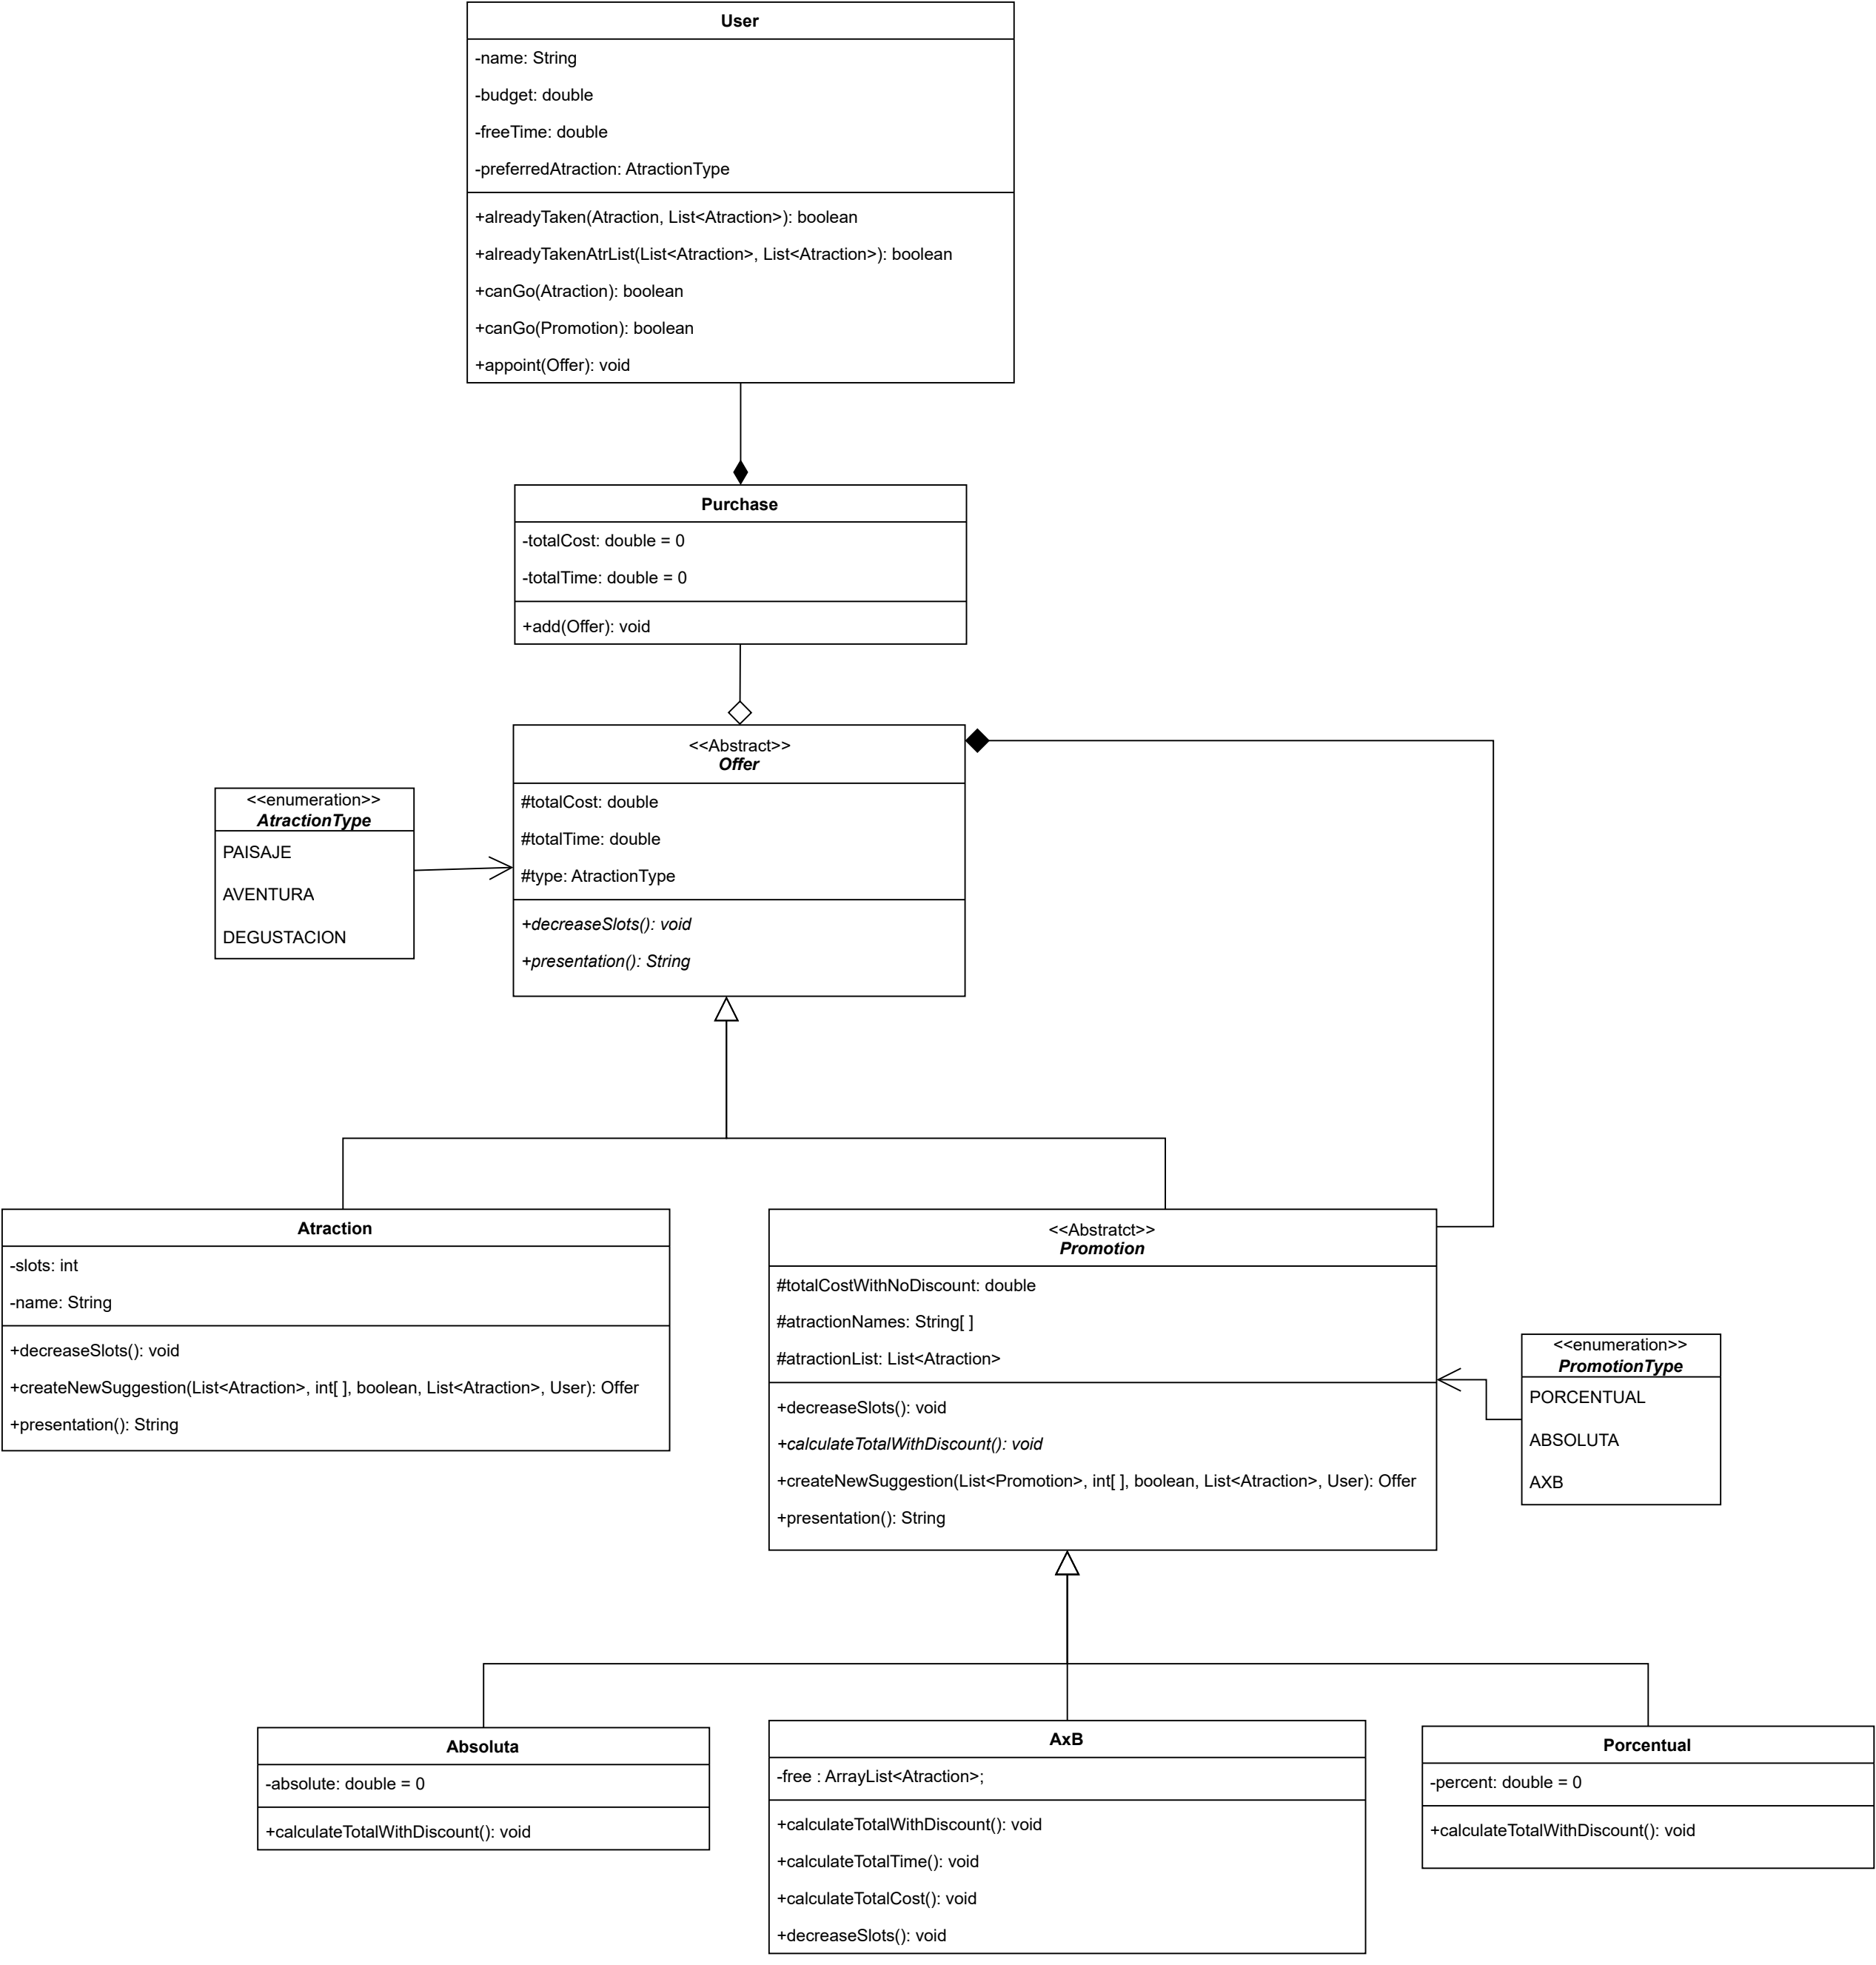 User
-name: String
-budget: double
-freeTime: double
-preferredAtraction: AtractionType
+alreadyTaken(Atraction, List<Atraction>): boolean
+alreadyTakenAtrList(List<Atraction>, List<Atraction>): boolean
+canGo(Atraction): boolean
+canGo(Promotion): boolean
+appoint(Offer): void
Purchase
-totalCost: double = 0
-totalTime: double = 0
+add(Offer): void
<<Abstract>>
Offer
#totalCost: double
#totalTime: double
#type: AtractionType
+decreaseSlots(): void
+presentation(): String
<<enumeration>>
AtractionType
PAISAJE
AVENTURA
DEGUSTACION
Atraction
-slots: int
-name: String
+decreaseSlots(): void
+createNewSuggestion(List<Atraction>, int[ ], boolean, List<Atraction>, User): Offer
+presentation(): String
<<Abstratct>>
Promotion
#totalCostWithNoDiscount: double
#atractionNames: String[ ]
#atractionList: List<Atraction>
+decreaseSlots(): void
+calculateTotalWithDiscount(): void
+createNewSuggestion(List<Promotion>, int[ ], boolean, List<Atraction>, User): Offer
+presentation(): String
<<enumeration>>
PromotionType
PORCENTUAL
ABSOLUTA
AXB
Absoluta
-absolute: double = 0
+calculateTotalWithDiscount(): void
AxB
-free : ArrayList<Atraction>;
+calculateTotalWithDiscount(): void
+calculateTotalTime(): void
+calculateTotalCost(): void
+decreaseSlots(): void
Porcentual
-percent: double = 0
+calculateTotalWithDiscount(): void